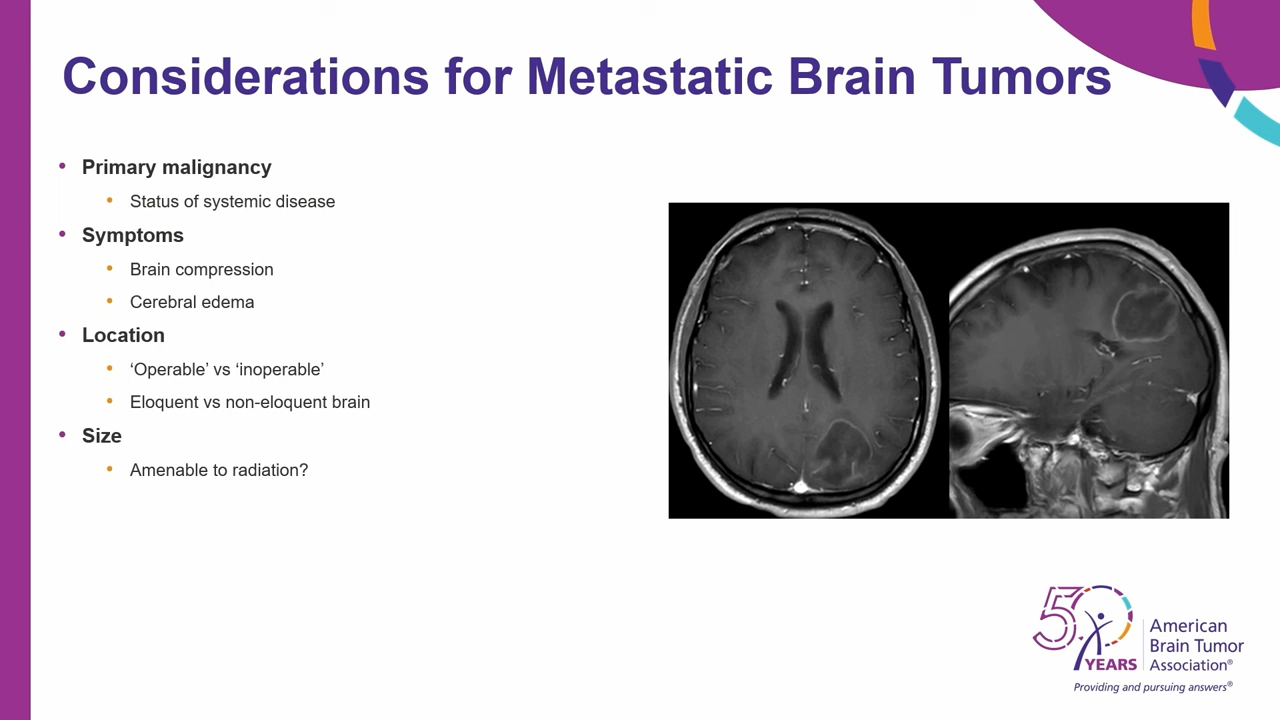 Considerations for Metastatic Brain Tumors
• Primary malignancy
• Status of systemic disease
• Symptoms
• Brain compression
• Cerebral edema
• Location
• ‘Operable’ vs ‘inoperable’
• Eloquent vs non-eloquent brain
• Size
• Amenable to radiation?
50
YEARS
American
Brain Tumor
Association®
Providing and pursuing answers®